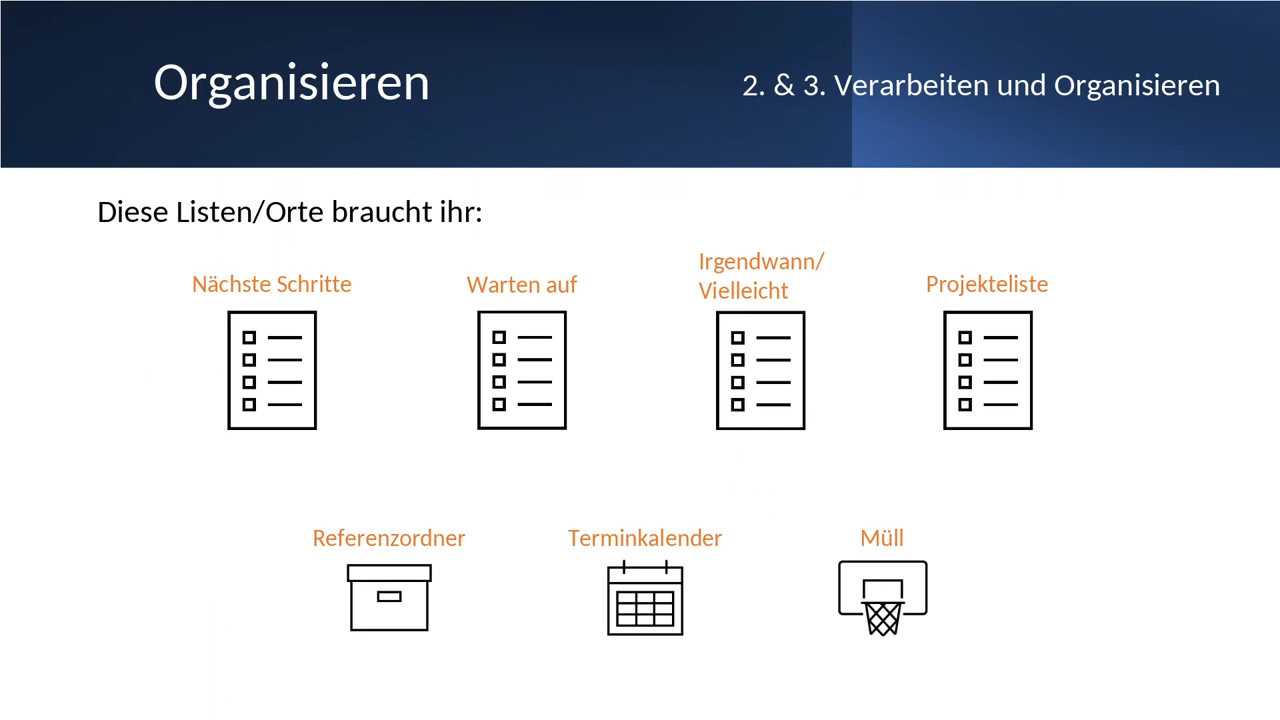 Organisieren
2. & 3. Verarbeiten und Organisieren
Diese Listen/Orte braucht ihr:
Nächste Schritte
Warten auf
Irgendwann/
Vielleicht
Projekteliste
Referenzordner
Terminkalender
Müll